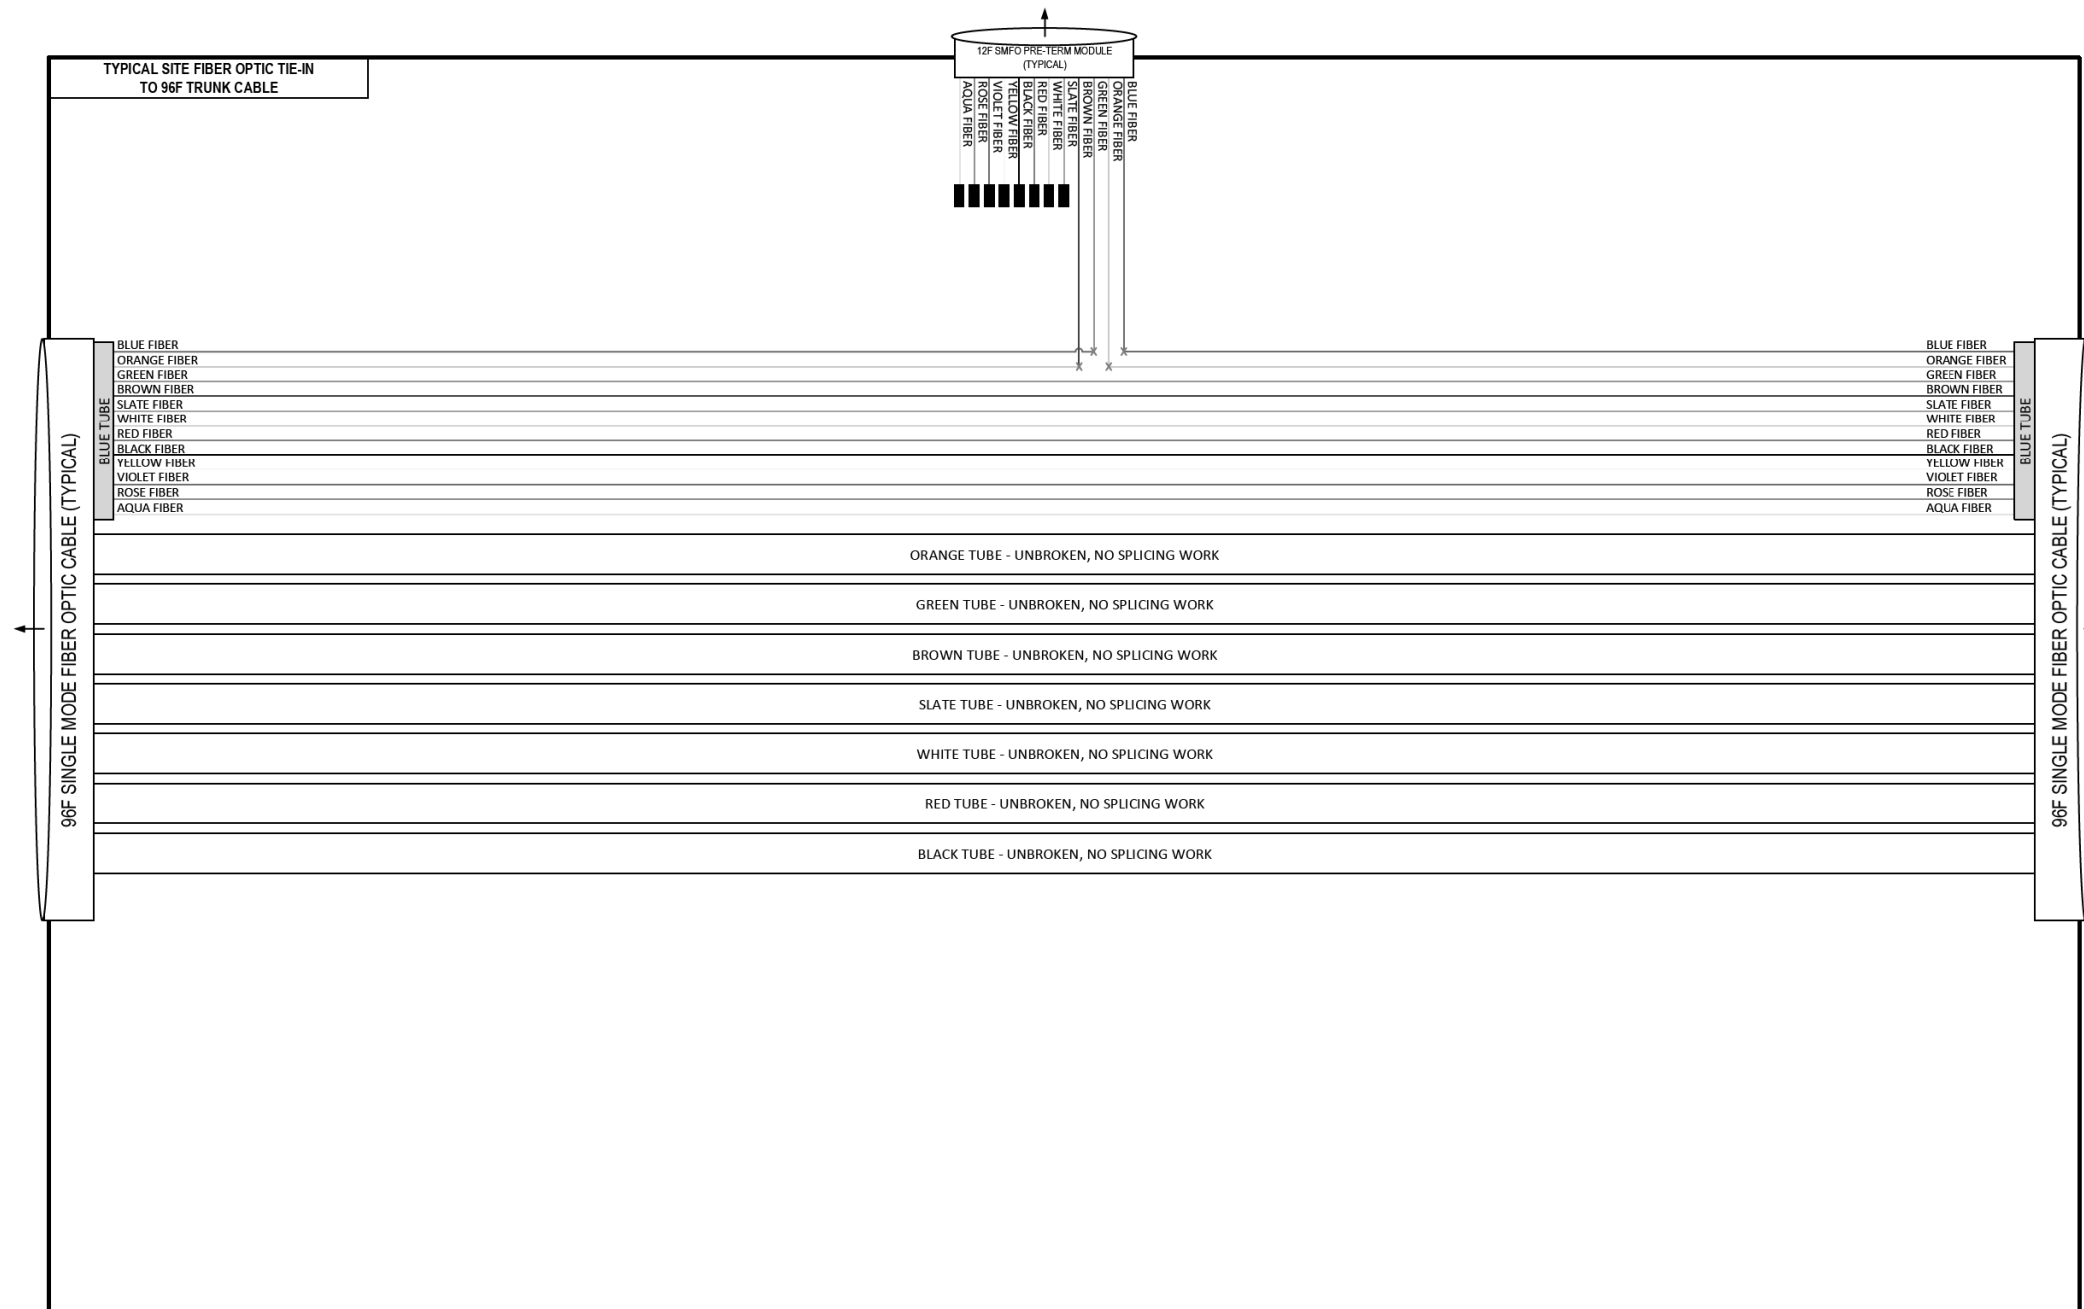 12F SMFO PRE-TERM MODULE
(TYPICAL)
TYPICAL SITE FIBER OPTIC TIE-IN
TO 96F TRUNK CABLE
AQUA FIBER
ROSE FIBER
VIOLET FIBER
YELLOW FIBER
BLACK FIBER
RED FIBER
WHITE FIBER
SLATE FIBER
BROWN FIBER
GREEN FIBER
ORANGE FIBER
BLUE FIBER
96F SINGLE MODE FIBER OPTIC CABLE (TYPICAL)
BLUE TUBE
BLUE FIBER
ORANGE FIBER
GREEN FIBER
BROWN FIBER
SLATE FIBER
WHITE FIBER
RED FIBER
BLACK FIBER
YELLOW FIBER
VIOLET FIBER
ROSE FIBER
AQUA FIBER
BLUE FIBER
ORANGE FIBER
GREEN FIBER
BROWN FIBER
SLATE FIBER
WHITE FIBER
RED FIBER
BLACK FIBER
YELLOW FIBER
VIOLET FIBER
ROSE FIBER
AQUA FIBER
BLUE TUBE
96F SINGLE MODE FIBER OPTIC CABLE (TYPICAL)
ORANGE TUBE - UNBROKEN, NO SPLICING WORK
GREEN TUBE - UNBROKEN, NO SPLICING WORK
BROWN TUBE - UNBROKEN, NO SPLICING WORK
SLATE TUBE - UNBROKEN, NO SPLICING WORK
WHITE TUBE - UNBROKEN, NO SPLICING WORK
RED TUBE - UNBROKEN, NO SPLICING WORK
BLACK TUBE - UNBROKEN, NO SPLICING WORK